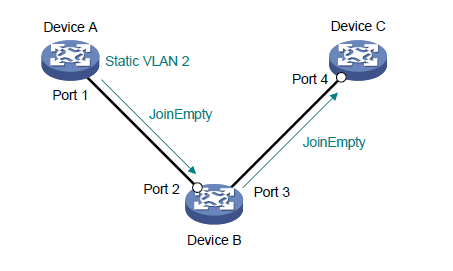 Device A
Device C
Static VLAN 2
Port 4
Port 1
JoinEmpty
JoinEmpty
Port 2
Port 3
Device B